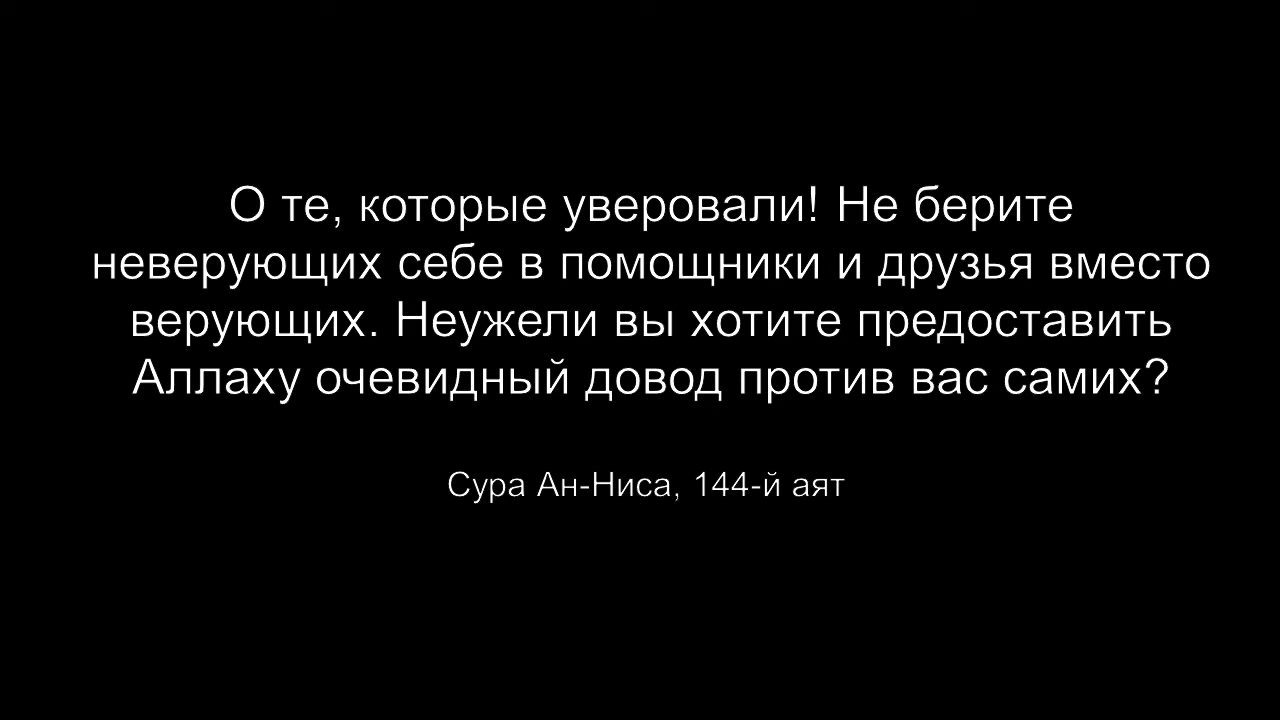 О те, которые уверовали! Не берите
неверующих себе в помощники и друзья вместо
верующих. Неужели вы хотите предоставить
Аллаху очевидный довод против вас самих?
Сура Ан-Ниса, 144-й аят